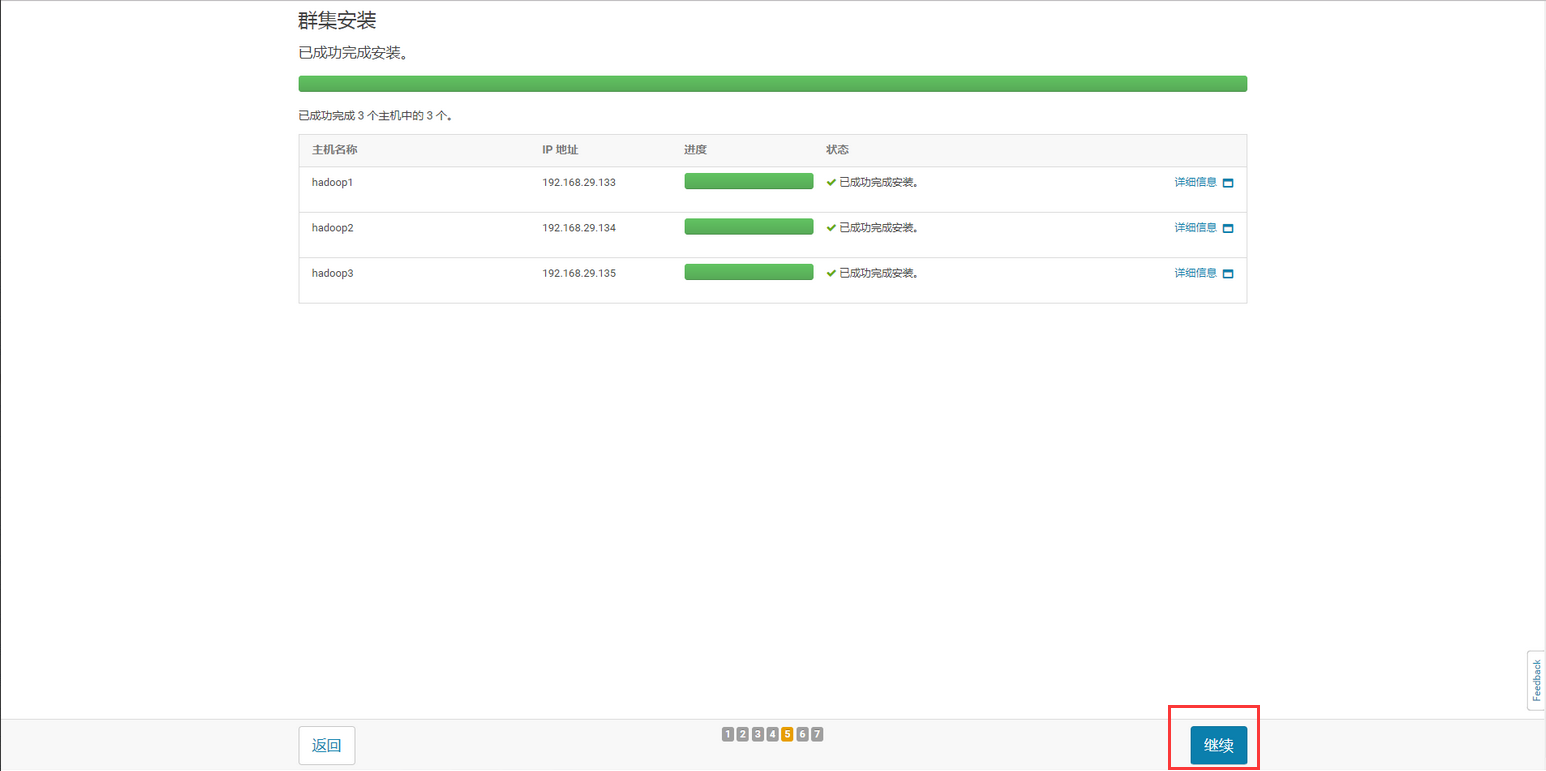 群集安装
已成功完成安装。
已成功完成 3 个主机中的 3 个。
主机名称 IP 地址 进度 状态
hadoop1 192.168.29.133 已成功完成安装。 详细信息
hadoop2 192.168.29.134 已成功完成安装。 详细信息
hadoop3 192.168.29.135 已成功完成安装。 详细信息
Feedback
返回 1 2 3 4 5 6 7 继续